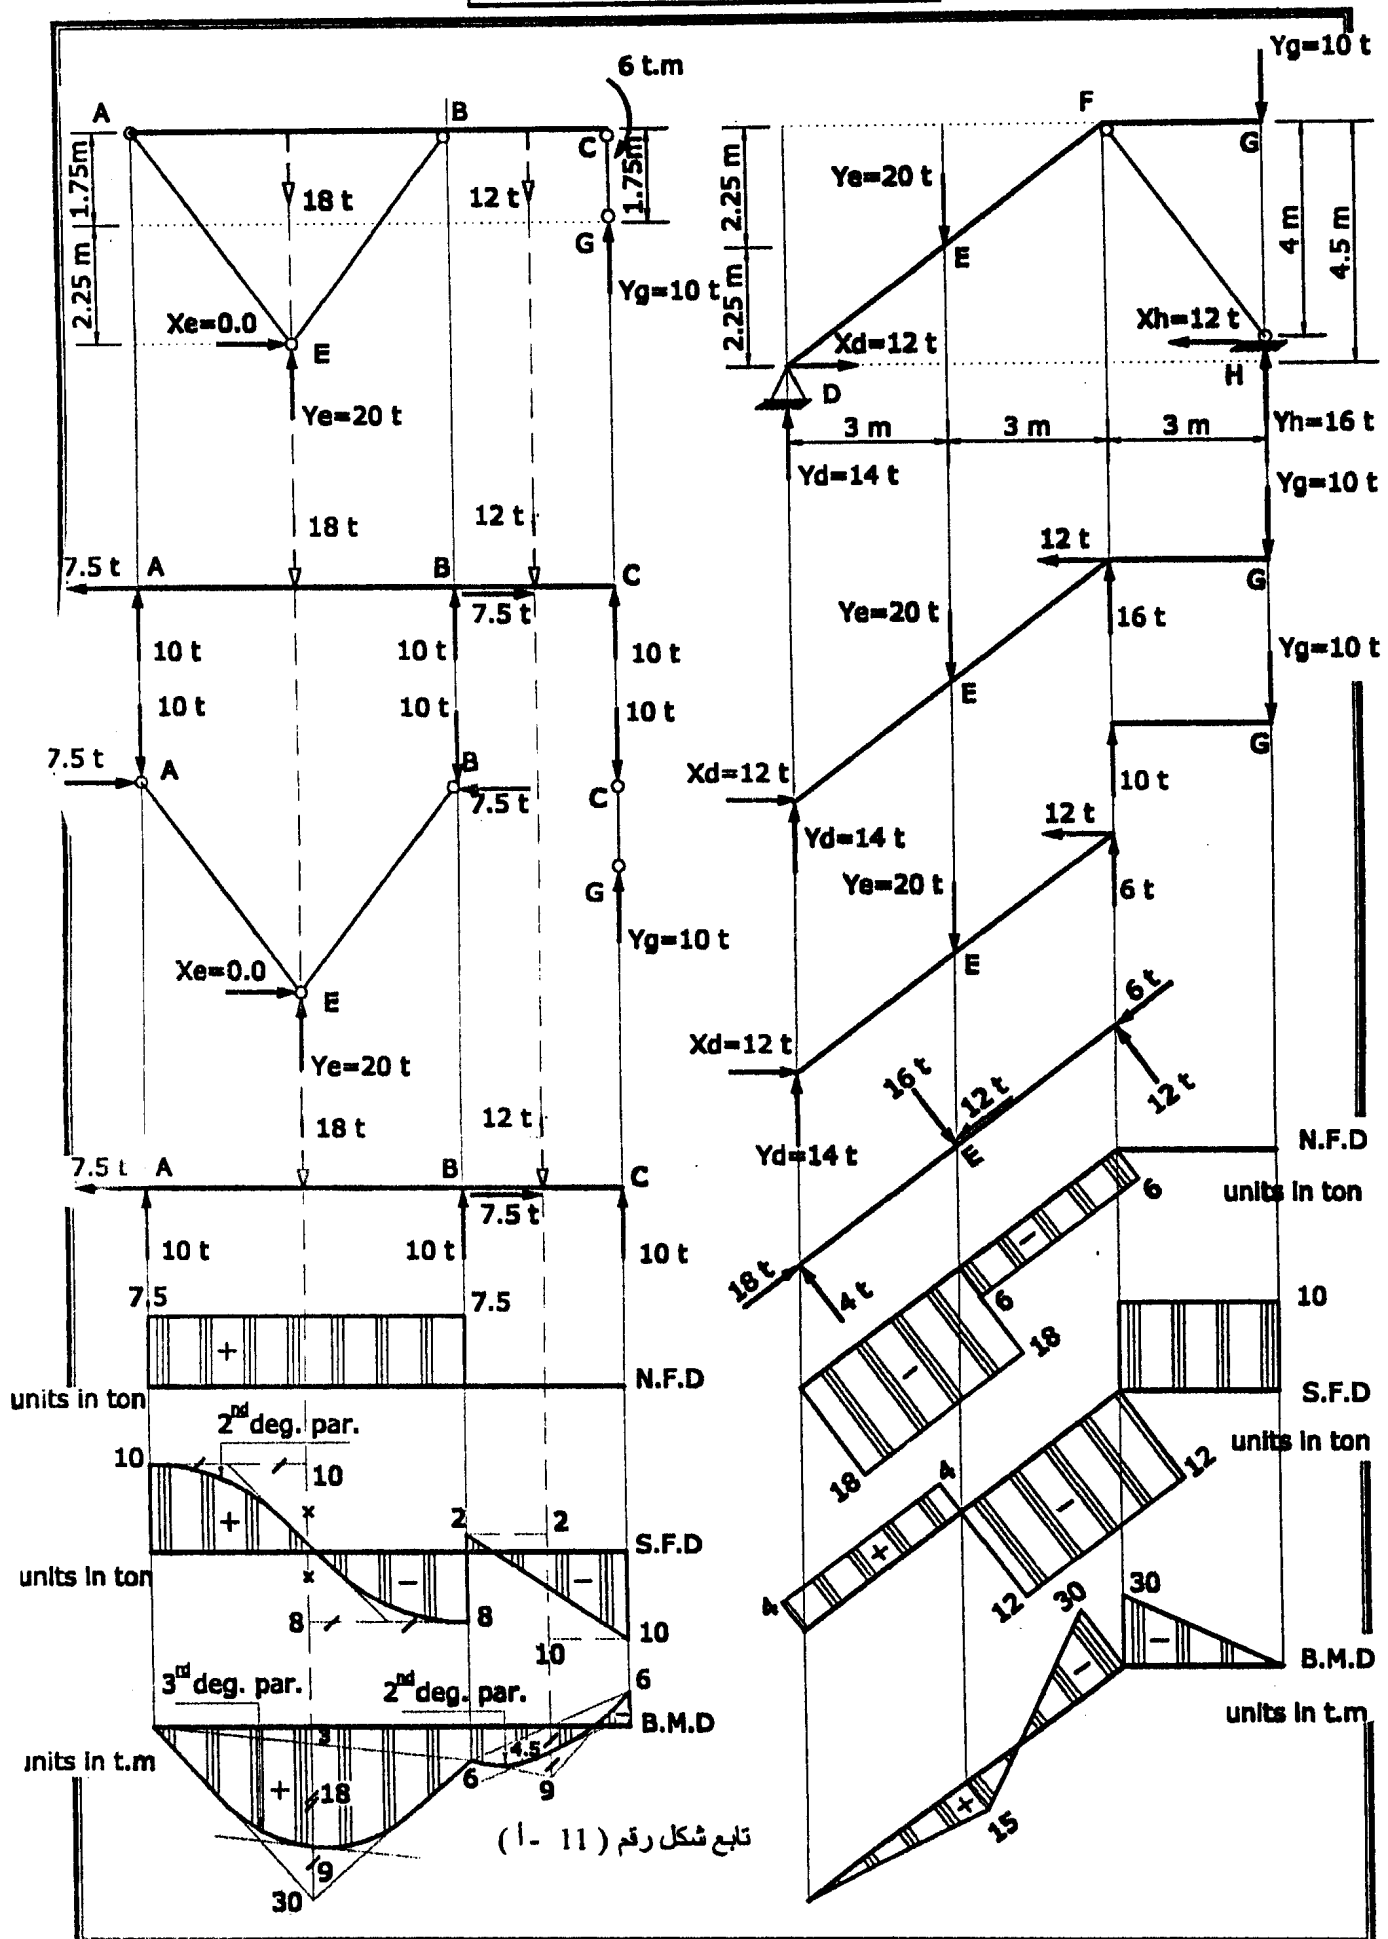 Yg=10 t
6 t.m
A
B
C
F
G
1.75m
18 t
12 t
1.75m
G
Yg=10 t
2.25 m
Xe=0.0
E
Ye=20 t
2.25 m
Ye=20 t
E
2.25 m
Xd=12 t
D
Xh=12 t
H
4 m
4.5 m
3 m
3 m
3 m
Yd=14 t
Yh=16 t
Yg=10 t
18 t
12 t
7.5 t
A
B
C
7.5 t
10 t
10 t
10 t
10 t
10 t
10 t
7.5 t
A
B
7.5 t
C
G
Yg=10 t
Xe=0.0
E
Ye=20 t
12 t
G
Ye=20 t
16 t
E
Yg=10 t
G
Xd=12 t
10 t
Yd=14 t
12 t
Ye=20 t
6 t
E
Xd=12 t
Yd=14 t
6 t
16 t
12 t
12 t
E
18 t
4 t
18 t
12 t
7.5 t
A
B
C
7.5 t
10 t
10 t
10 t
7.5
7.5
+
N.F.D
units in ton
2nd deg. par.
10
10
+
2
2
S.F.D
units in ton
-
-
8
8
10
10
3nd deg. par.
2nd deg. par.
6
B.M.D
units in t.m
3
4.5
6
9
+
18
9
30
N.F.D
units in ton
6
-
6
-
18
18
10
S.F.D
units in ton
4
+
4
-
12
12
30
30
-
-
B.M.D
units in t.m
+
15
تابع شكل رقم ( 11 - أ )